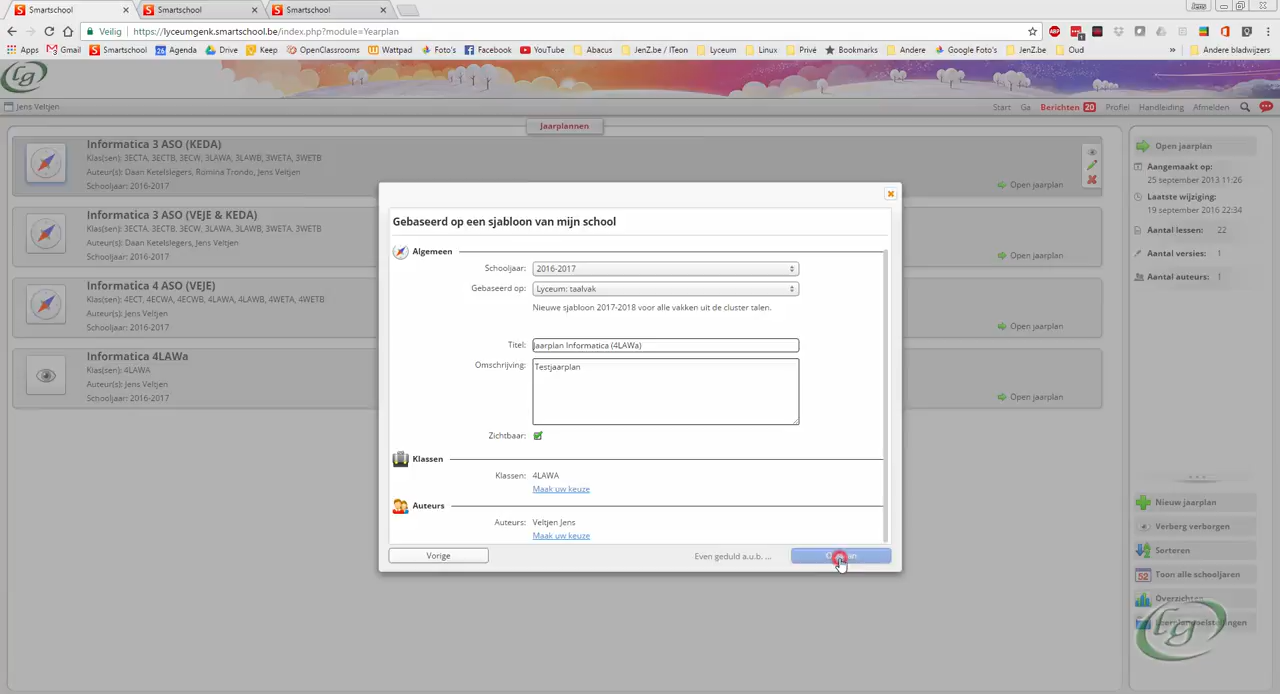 Smartschool
Smartschool
Smartschool
Jens
Veilig
https://lyceumgenk.smartschool.be/index.php?module=Yearplan
Apps
Gmail
Smartschool
Agenda
Drive
Keep
OpenClassrooms
Wattpad
Foto's
Facebook
YouTube
Abacus
JenZ.be / ITeon
Lyceum
Linux
Privé
Bookmarks
Andere
Google Foto's
JenZ.be
Oud
»
Andere bladwijzers
lg
Jens Veltjen
Start
Ga
Berichten 20
Profiel
Handleiding
Afmelden
Jaarplannen
Informatica 3 ASO (KEDA)
Klas(sen): 3ECTA, 3ECTB, 3ECW, 3LAWA, 3LAWB, 3WETA, 3WETB
Auteur(s): Daan Ketelslegers, Romina Trondo, Jens Veltjen
Schooljaar: 2016-2017
Open jaarplan
Informatica 3 ASO (VEJE & KEDA)
Klas(sen): 3ECTA, 3ECTB, 3ECW, 3LAWA, 3LAWB, 3WETA, 3WETB
Auteur(s): Daan Ketelslegers, Jens Veltjen
Schooljaar: 2016-2017
Open jaarplan
Informatica 4 ASO (VEJE)
Klas(sen): 4ECT, 4ECWA, 4ECWB, 4LAWA, 4LAWB, 4WETA, 4WETB
Auteur(s): Jens Veltjen
Schooljaar: 2016-2017
Open jaarplan
Informatica 4LAWa
Klas(sen): 4LAWA
Auteur(s): Jens Veltjen
Schooljaar: 2016-2017
Open jaarplan
Gebaseerd op een sjabloon van mijn school
Algemeen
Schooljaar: 2016-2017
Gebaseerd op: Lyceum: taalvak
Nieuwe sjabloon 2017-2018 voor alle vakken uit de cluster talen.
Titel: Jaarplan Informatica (4LAWa)
Omschrijving: Testjaarplan
Zichtbaar:
Klassen
Klassen: 4LAWA
Maak uw keuze
Auteurs
Auteurs: Veltjen Jens
Maak uw keuze
Vorige
Even geduld a.u.b. ...
Open jaarplan
Aangemaakt op:
25 september 2013 11:26
Laatste wijziging:
19 september 2016 22:34
Aantal lessen: 22
Aantal versies: 1
Aantal auteurs: 1
Nieuw jaarplan
Verberg verborgen
Sorteren
52 Toon alle schooljaren
Overzichten
lg